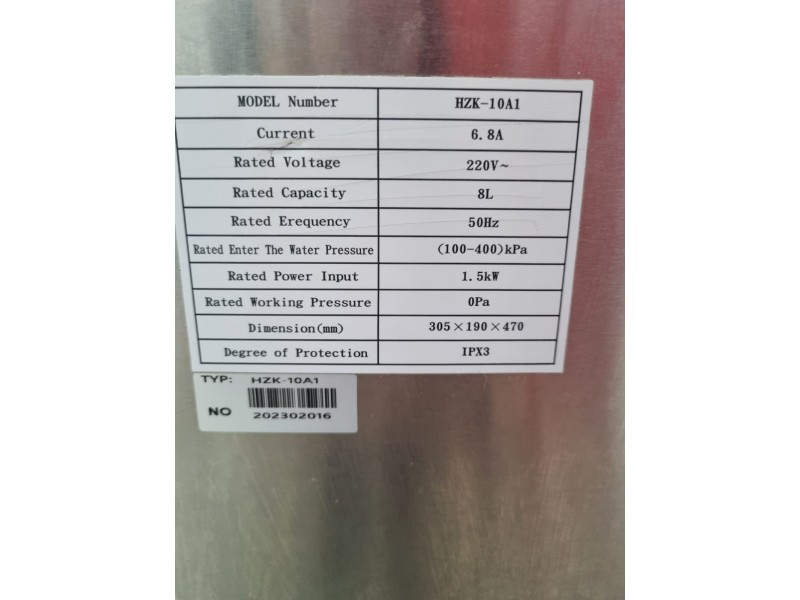 MODEL Number HZK-10A1
Current 6.8A
Rated Voltage 220V~
Rated Capacity 8L
Rated Erequency 50Hz
Rated Enter The Water Pressure (100-400)kPa
Rated Power Input 1.5kW
Rated Working Pressure 0Pa
Dimension(mm) 305×190×470
Degree of Protection IPX3
TYP: HZK-10A1
NO 202302016